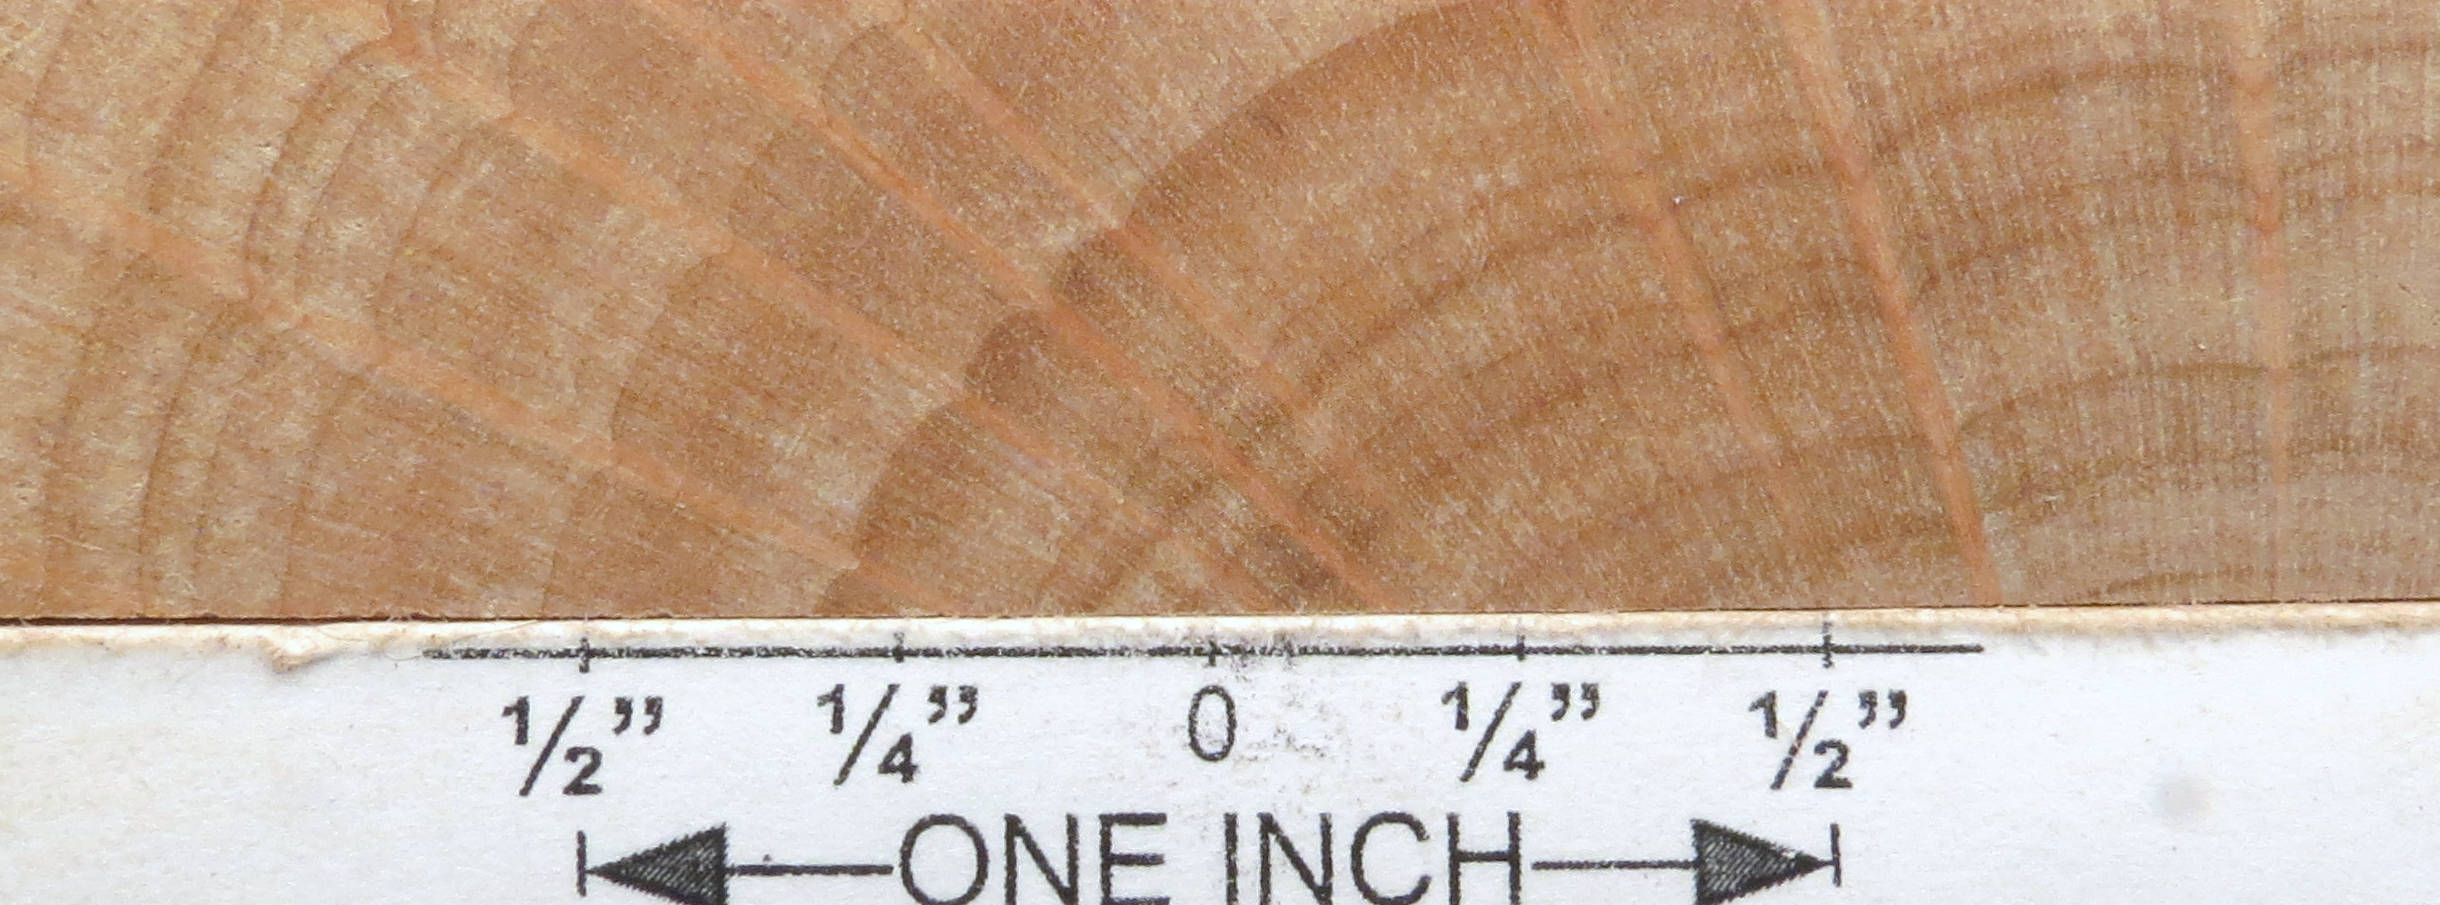 1/2” 1/4” 0 1/4” 1/2”
ONE INCH